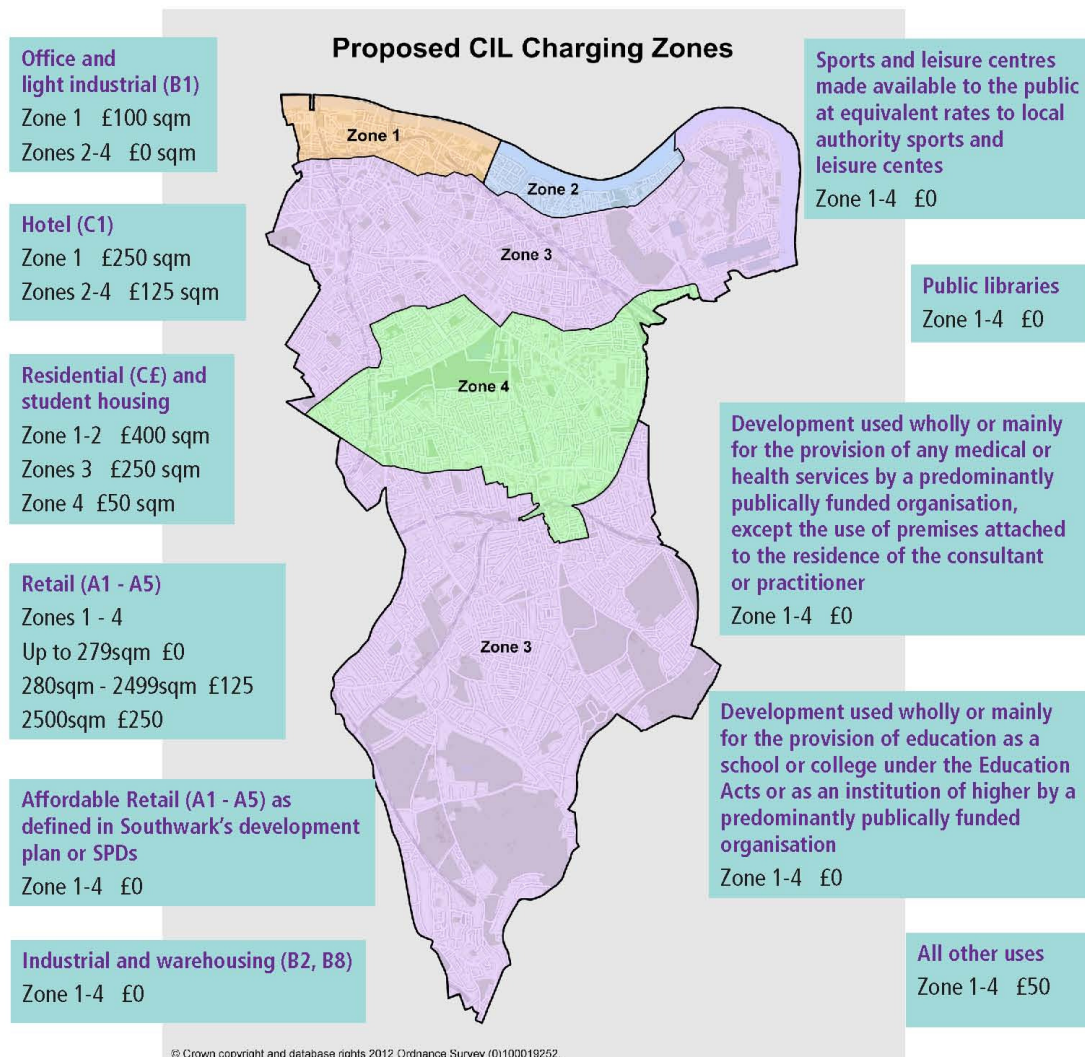 Proposed CIL Charging Zones
Office and
light industrial (B1)
Zone 1 £100 sqm
Zones 2-4 £0 sqm
Hotel (C1)
Zone 1 £250 sqm
Zones 2-4 £125 sqm
Residential (C£) and
student housing
Zone 1-2 £400 sqm
Zones 3 £250 sqm
Zone 4 £50 sqm
Retail (A1 - A5)
Zones 1 - 4
Up to 279sqm £0
280sqm - 2499sqm £125
2500sqm £250
Affordable Retail (A1 - A5) as
defined in Southwark's development
plan or SPDs
Zone 1-4 £0
Industrial and warehousing (B2, B8)
Zone 1-4 £0
Zone 1
Zone 2
Zone 3
Zone 4
Zone 3
Sports and leisure centres
made available to the public
at equivalent rates to local
authority sports and
leisure centes
Zone 1-4 £0
Public libraries
Zone 1-4 £0
Development used wholly or mainly
for the provision of any medical or
health services by a predominantly
publically funded organisation,
except the use of premises attached
to the residence of the consultant
or practitioner
Zone 1-4 £0
Development used wholly or mainly
for the provision of education as a
school or college under the Education
Acts or as an institution of higher by a
predominantly publically funded
organisation
Zone 1-4 £0
All other uses
Zone 1-4 £50
© Crown copyright and database rights 2012 Ordnance Survey (0)100019252.